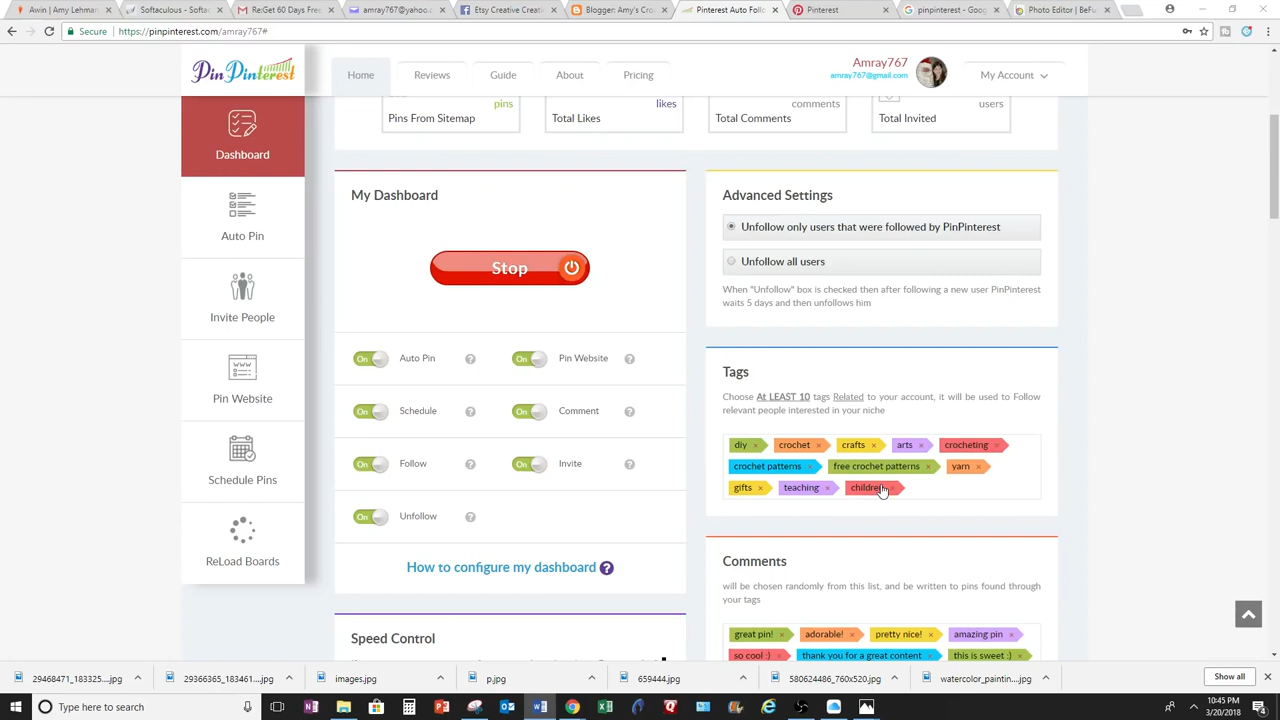 Avin | Amy Lehman
Softaculous - Softac
Re:Get 60 Days Free
amray767@yahoo.c
Etsy Creative Creati
Blogger: Amy's Cro
Pinterest Auto Follo
Pinterest
pinpinterest - Goog
Photo Editor | BeFu
Secure | https://pinpinterest.com/amray767#
PinPinterest
Home
Reviews
Guide
About
Pricing
Amray767
amray767@gmail.com
My Account
pins
Pins From Sitemap
likes
Total Likes
comments
Total Comments
users
Total Invited
Dashboard
Auto Pin
Invite People
Pin Website
Schedule Pins
ReLoad Boards
My Dashboard
Stop
On Auto Pin ? On Pin Website ?
On Schedule ? On Comment ?
On Follow ? On Invite ?
On Unfollow ?
How to configure my dashboard ?
Speed Control
Advanced Settings
Unfollow only users that were followed by PinPinterest
Unfollow all users
When "Unfollow" box is checked then after following a new user PinPinterest
waits 5 days and then unfollows him
Tags
Choose At LEAST 10 tags Related to your account, it will be used to Follow
relevant people interested in your niche
diy × crochet × crafts × arts × crocheting ×
crochet patterns × free crochet patterns × yarn ×
gifts × teaching × children ×
Comments
will be chosen randomly from this list, and be written to pins found through
your tags
great pin! × adorable! × pretty nice! × amazing pin ×
so cool :) × thank you for a great content × this is sweet :) ×
29468471_183325....jpg
29366365_183461....jpg
images.jpg
p.jpg
659444.jpg
580624486_760x520.jpg
watercolor_paintin....jpg
Show all
Type here to search
10:45 PM
3/20/2018